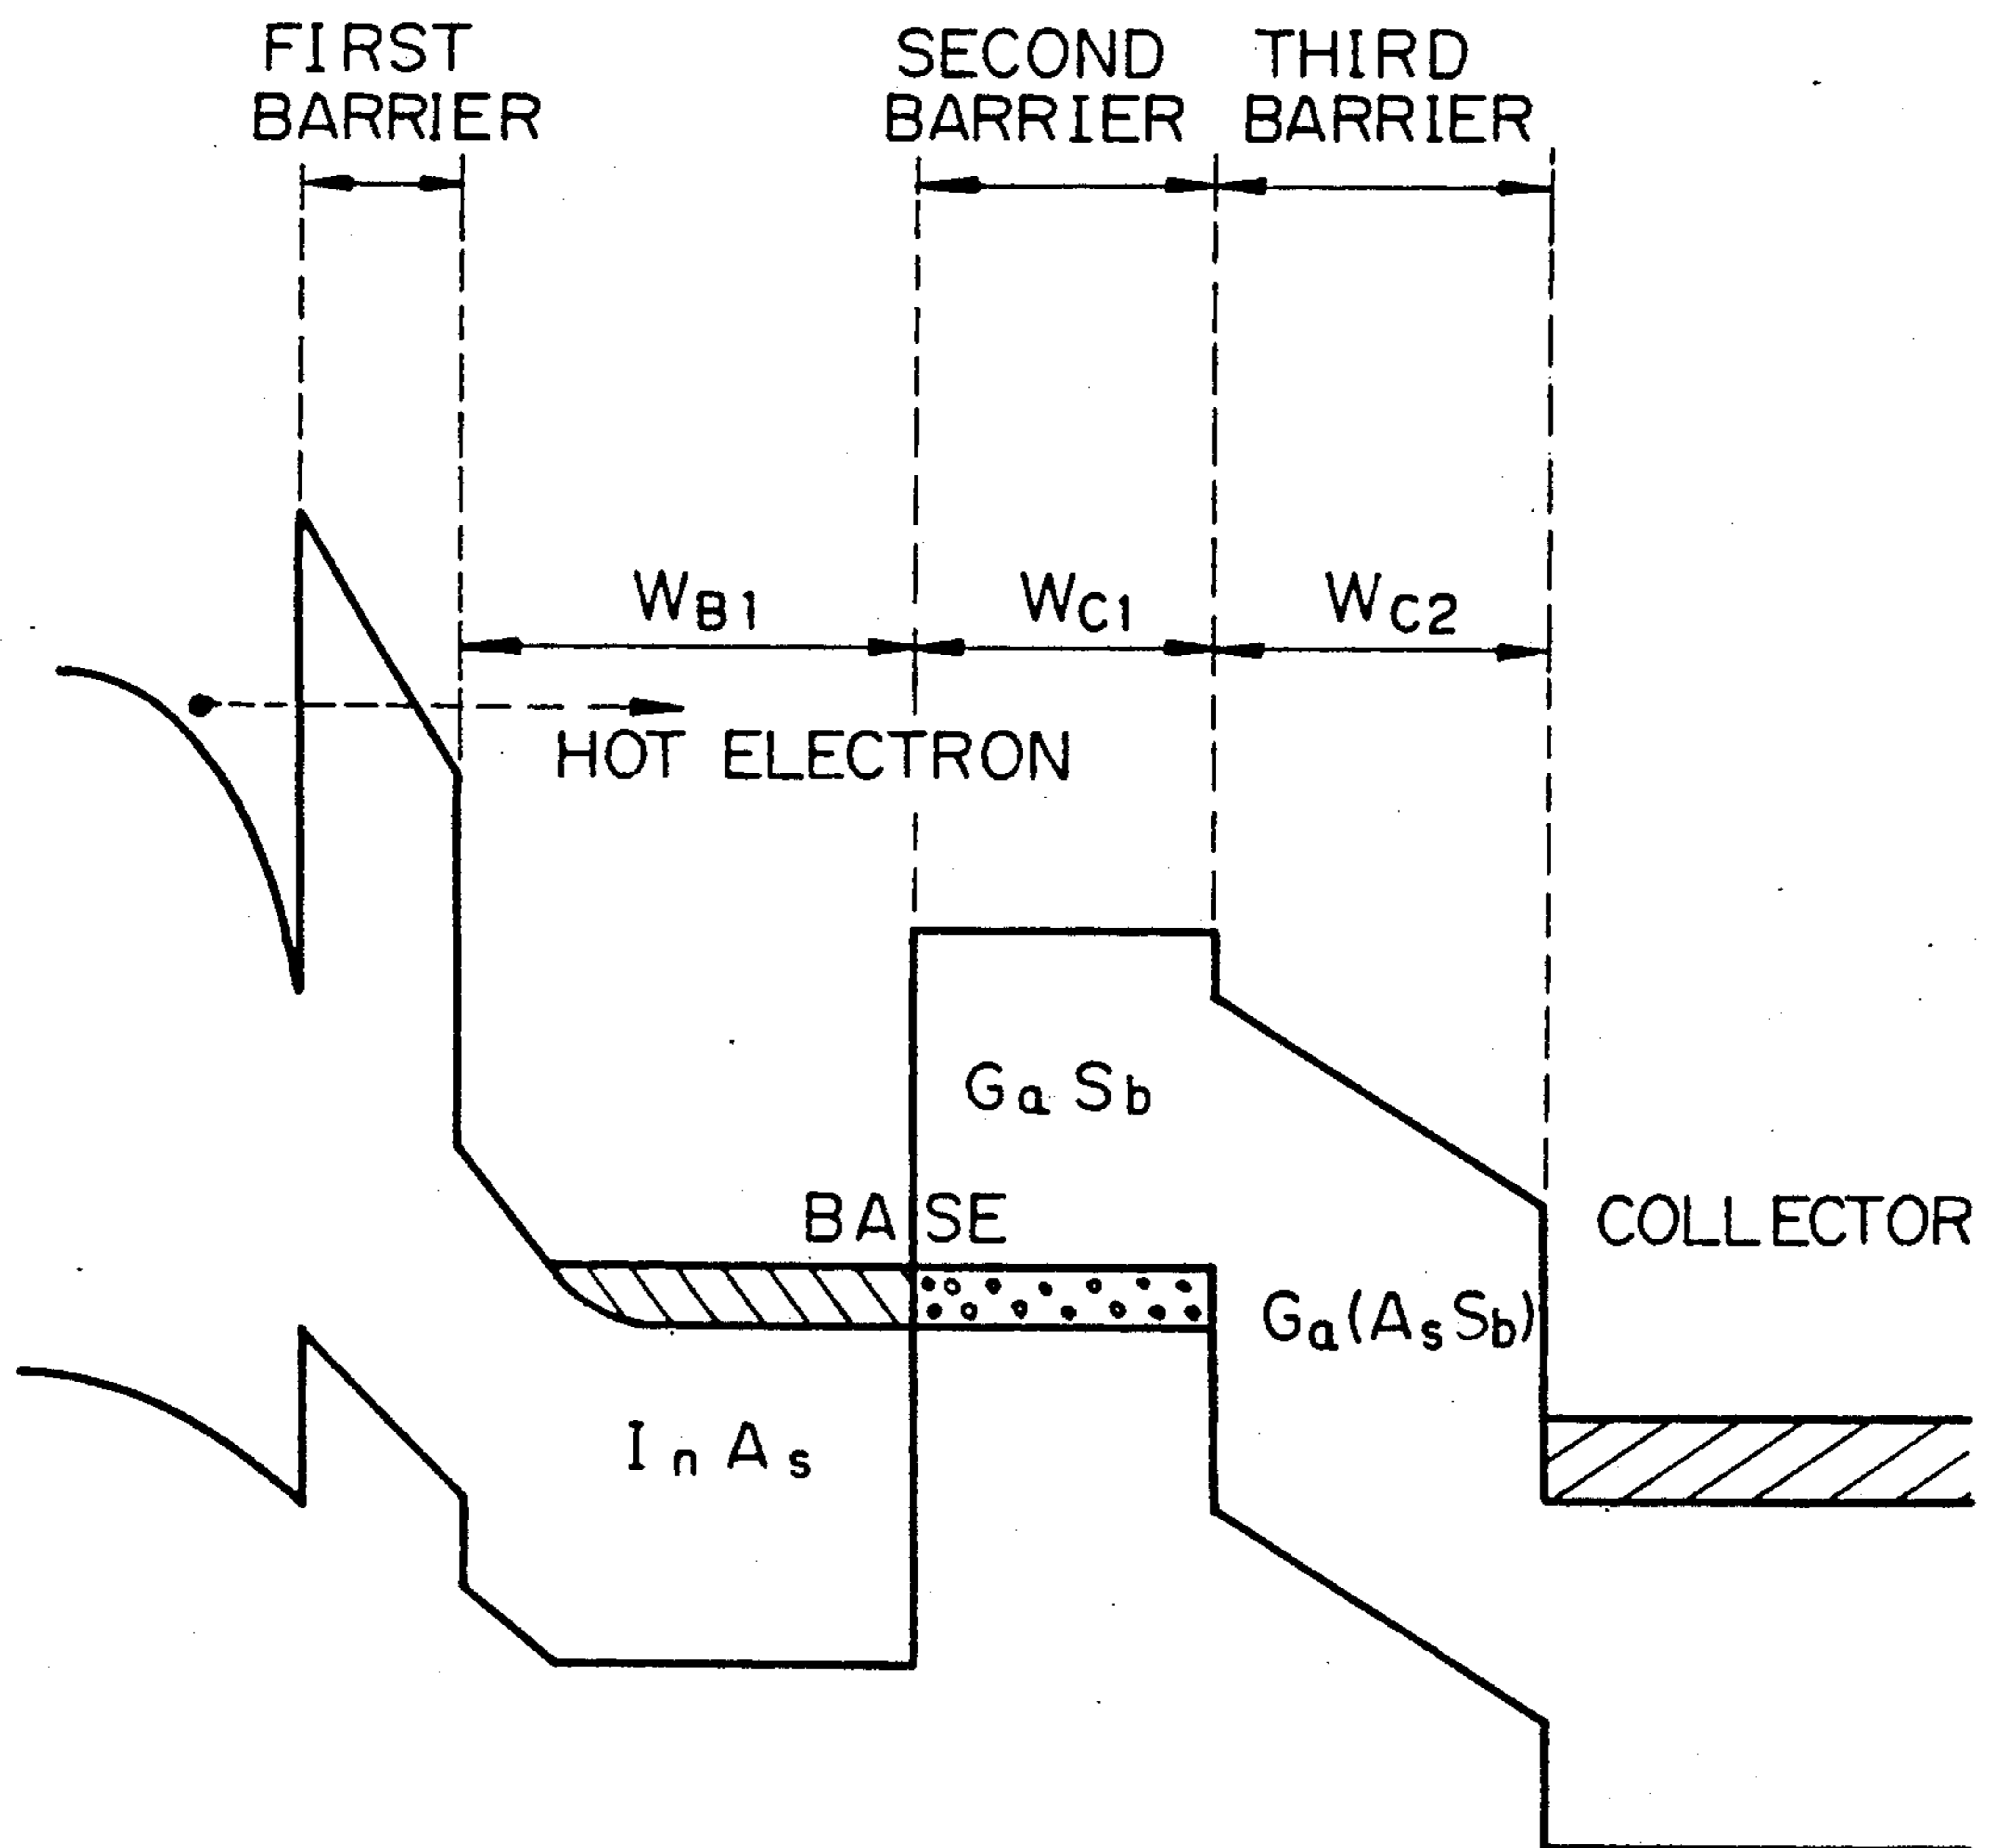 FIRST
BARRIER
SECOND
BARRIER
THIRD
BARRIER
WB1
WC1
WC2
HOT ELECTRON
GaSb
BASE
COLLECTOR
Ga(AsSb)
InAs